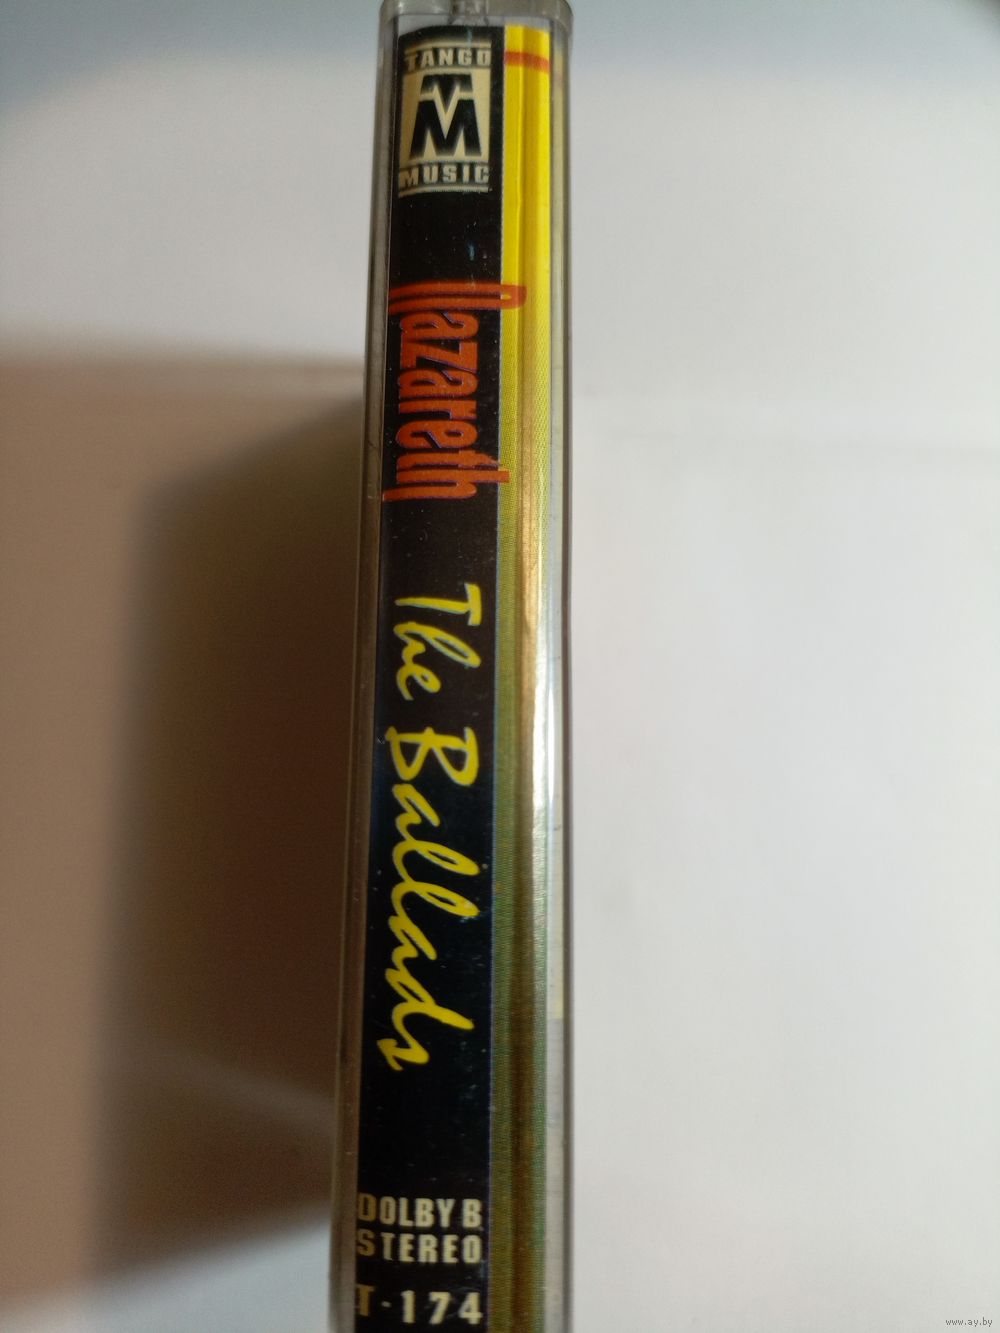 TANGO
M
MUSIC
Nazareth
The Ballads
DOLBY B
STEREO
T-174
www.ay.by